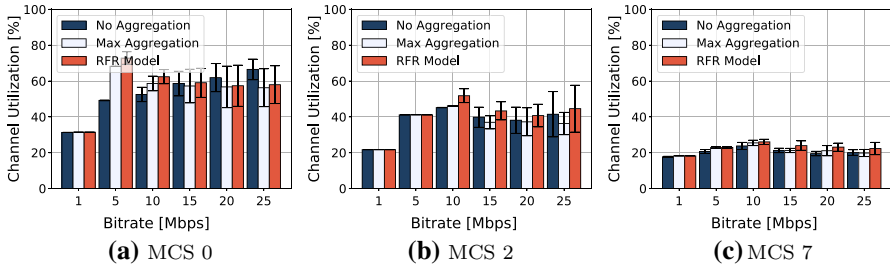 Channel Utilization [%]
100
80
60
40
20
0
No Aggregation
Max Aggregation
RFR Model
1 5 10 15 20 25
Bitrate [Mbps]
(a) MCS 0
Channel Utilization [%]
100
80
60
40
20
0
No Aggregation
Max Aggregation
RFR Model
1 5 10 15 20 25
Bitrate [Mbps]
(b) MCS 2
Channel Utilization [%]
100
80
60
40
20
0
No Aggregation
Max Aggregation
RFR Model
1 5 10 15 20 25
Bitrate [Mbps]
(c) MCS 7